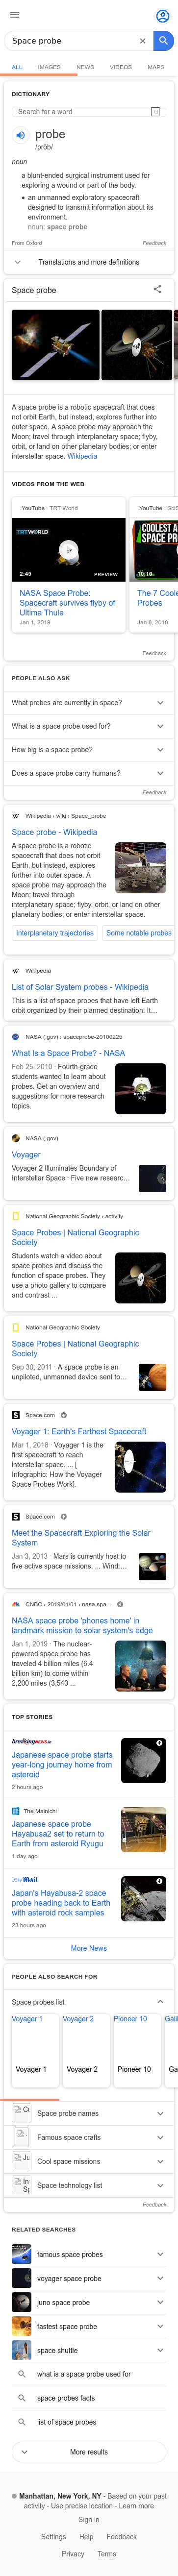 Space probe
ALL IMAGES NEWS VIDEOS MAPS
DICTIONARY
Search for a word
probe
/prōb/
noun
a blunt-ended surgical instrument used for
exploring a wound or part of the body.
▪ an unmanned exploratory spacecraft
designed to transmit information about its
environment.
noun: space probe
From Oxford Feedback
Translations and more definitions
Space probe
A space probe is a robotic spacecraft that does
not orbit Earth, but instead, explores further into
outer space. A space probe may approach the
Moon; travel through interplanetary space; flyby,
orbit, or land on other planetary bodies; or enter
interstellar space. Wikipedia
VIDEOS FROM THE WEB
YouTube · TRT World
TRTWORLD
2:45 PREVIEW
NASA Space Probe:
Spacecraft survives flyby of
Ultima Thule
Jan 1, 2019
YouTube
COOLEST
The 7 Coole
Probes
Jan 8, 2018
Feedback
PEOPLE ALSO ASK
What probes are currently in space?
What is a space probe used for?
How big is a space probe?
Does a space probe carry humans?
Feedback
Wikipedia › wiki › Space_probe
Space probe - Wikipedia
A space probe is a robotic
spacecraft that does not orbit
Earth, but instead, explores
further into outer space. A
space probe may approach the
Moon; travel through
interplanetary space; flyby, orbit, or land on other
planetary bodies; or enter interstellar space.
Interplanetary trajectories Some notable probes
Wikipedia
List of Solar System probes - Wikipedia
This is a list of space probes that have left Earth
orbit organized by their planned destination. It...
NASA (.gov) › spaceprobe-20100225
What Is a Space Probe? - NASA
Feb 25, 2010 · Fourth-grade
students wanted to learn about
probes. Get an overview and
suggestions for more research
topics.
NASA (.gov)
Voyager
Voyager 2 Illuminates Boundary of
Interstellar Space · Five new researc...
National Geographic Society › activity
Space Probes | National Geographic
Society
Students watch a video about
space probes and discuss the
function of space probes. They
use a photo gallery to compare
and contrast ...
National Geographic Society
Space Probes | National Geographic
Society
Sep 30, 2011 · A space probe is an
unpiloted, unmanned device sent to...
Space.com
Voyager 1: Earth's Farthest Spacecraft
Mar 1, 2018 · Voyager 1 is the
first spacecraft to reach
interstellar space. ... [
Infographic: How the Voyager
Space Probes Work].
Space.com
Meet the Spacecraft Exploring the Solar
System
Jan 3, 2013 · Mars is currently host to
five active space missions, ... Wind:...
CNBC › 2019/01/01 › nasa-spa...
NASA space probe 'phones home' in
landmark mission to solar system's edge
Jan 1, 2019 · The nuclear-
powered space probe has
traveled 4 billion miles (6.4
billion km) to come within
2,200 miles (3,540 ...
TOP STORIES
breakingnews.ie
Japanese space probe starts
year-long journey home from
asteroid
2 hours ago
The Mainichi
Japanese space probe
Hayabusa2 set to return to
Earth from asteroid Ryugu
1 day ago
Daily Mail
Japan's Hayabusa-2 space
probe heading back to Earth
with asteroid rock samples
23 hours ago
More News
PEOPLE ALSO SEARCH FOR
Space probes list
Voyager 1 Voyager 2 Pioneer 10 Galil
Voyager 1 Voyager 2 Pioneer 10 Ga
Space probe names
Famous space crafts
Cool space missions
Space technology list
Feedback
RELATED SEARCHES
famous space probes
voyager space probe
juno space probe
fastest space probe
space shuttle
what is a space probe used for
space probes facts
list of space probes
More results
Manhattan, New York, NY - Based on your past
activity - Use precise location - Learn more
Sign in
Settings Help Feedback
Privacy Terms